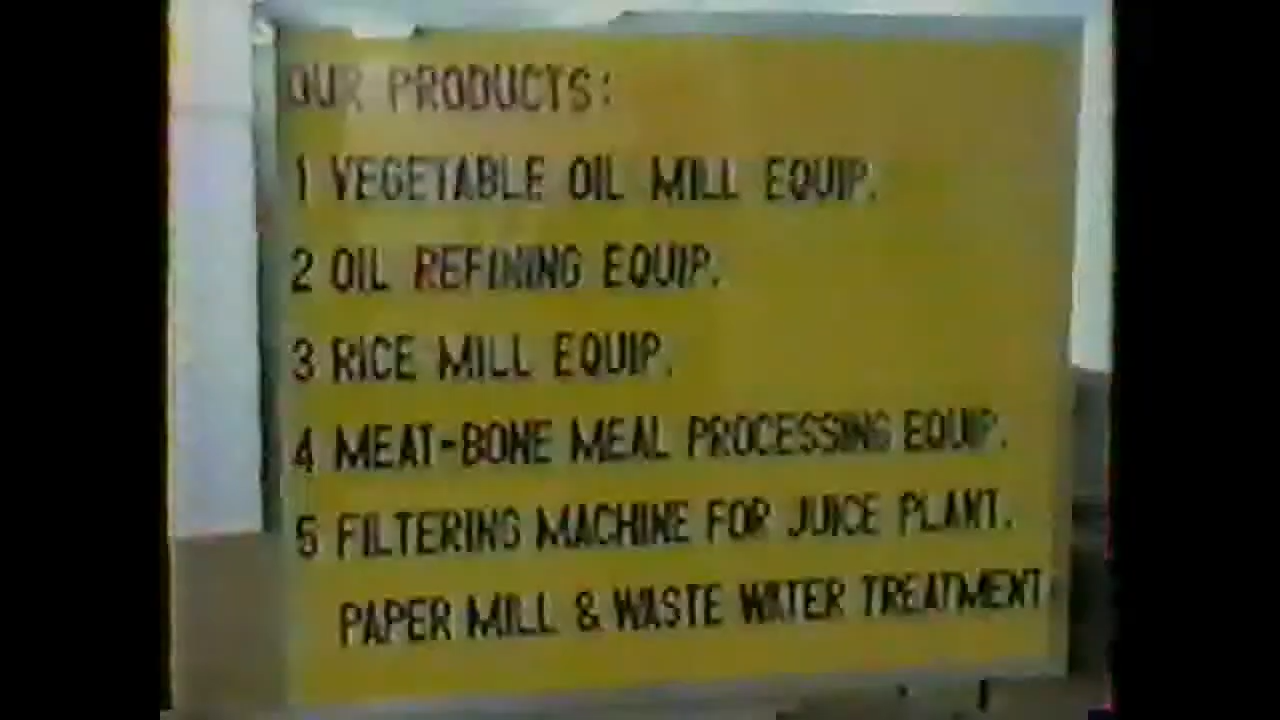 OUR PRODUCTS:
1 VEGETABLE OIL MILL EQUIP.
2 OIL REFINING EQUIP.
3 RICE MILL EQUIP.
4 MEAT-BONE MEAL PROCESSING EQUIP.
5 FILTERING MACHINE FOR JUICE PLANT.
PAPER MILL & WASTE WATER TREATMENT.